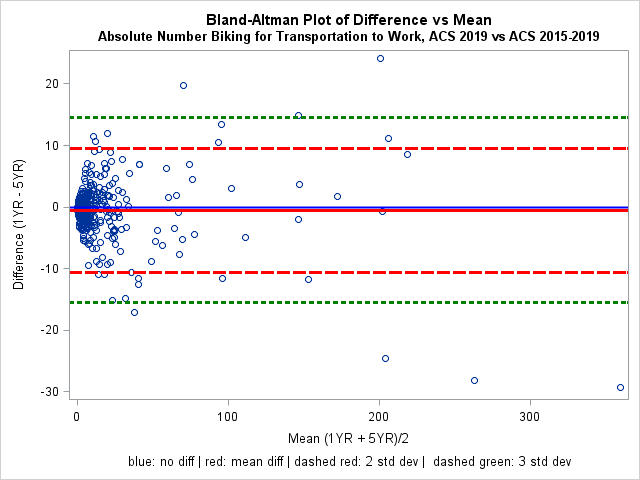 Bland-Altman Plot of Difference vs Mean
Absolute Number Biking for Transportation to Work, ACS 2019 vs ACS 2015-2019
Difference (1YR - 5YR)
20
10
0
-10
-20
-30
0
100
200
300
Mean (1YR + 5YR)/2
blue: no diff | red: mean diff | dashed red: 2 std dev | dashed green: 3 std dev